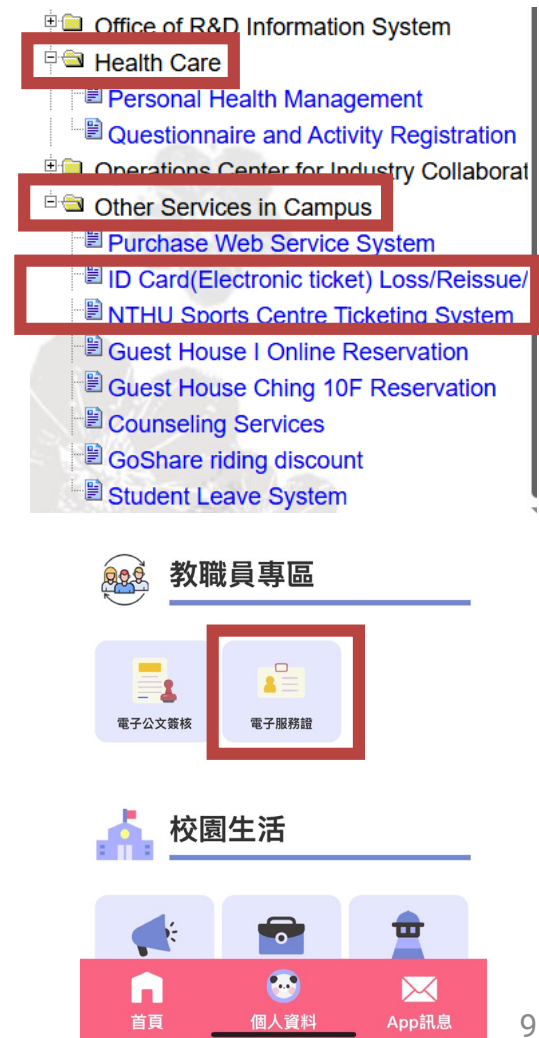 Office of R&D Information System
Health Care
Personal Health Management
Questionnaire and Activity Registration
Operations Center for Industry Collaborat
Other Services in Campus
Purchase Web Service System
ID Card(Electronic ticket) Loss/Reissue/
NTHU Sports Centre Ticketing System
Guest House I Online Reservation
Guest House Ching 10F Reservation
Counseling Services
GoShare riding discount
Student Leave System
教職員專區
電子公文簽核 電子服務證
校園生活
首頁 個人資料 App訊息
9